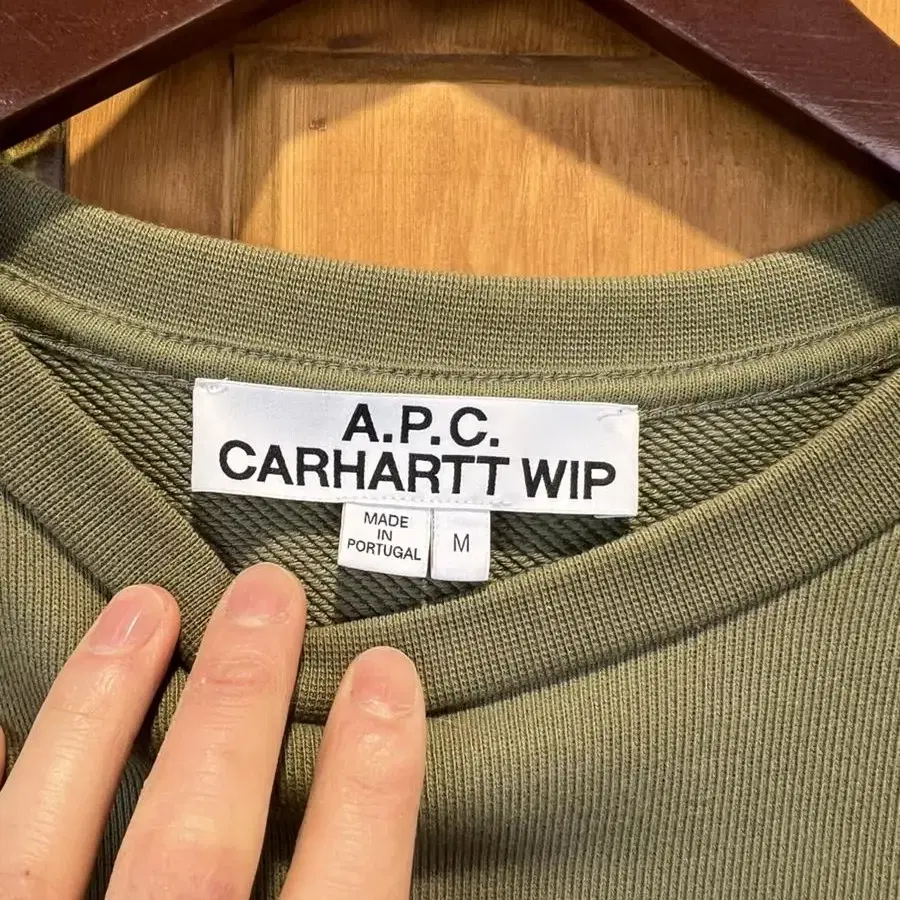 A.P.C.
CARHARTT WIP
MADE
IN
PORTUGAL
M